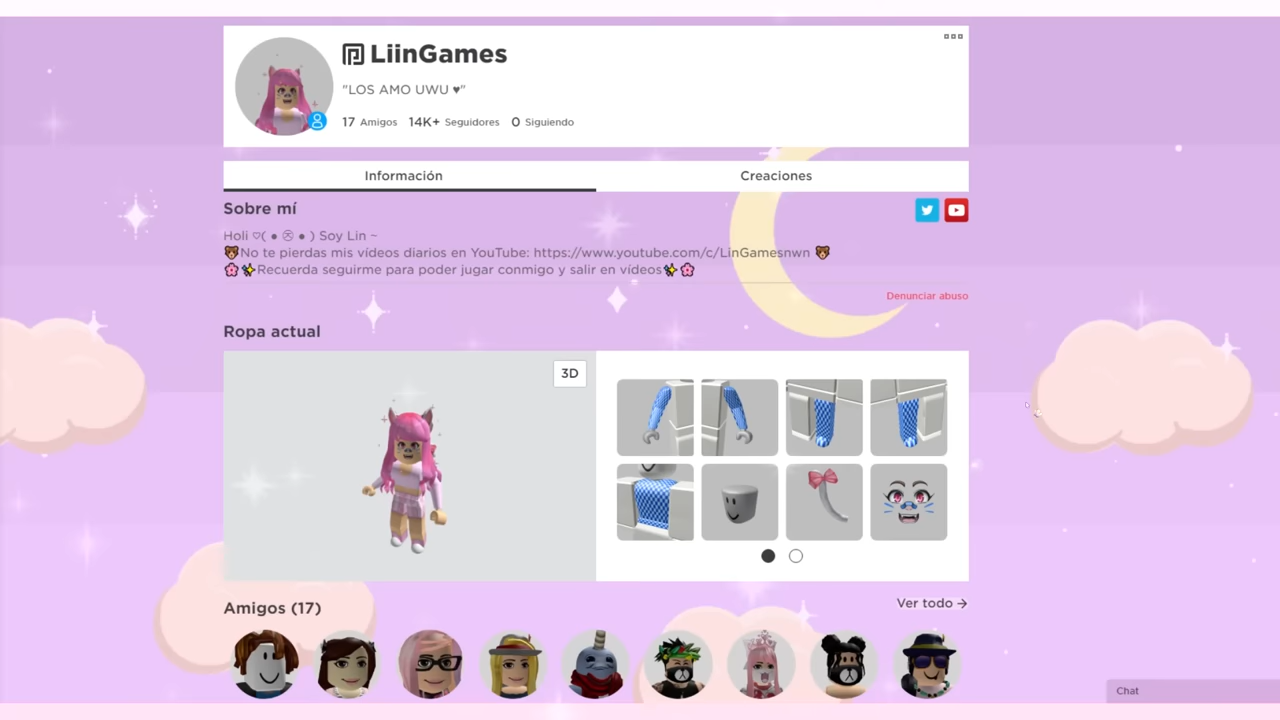 LiinGames
"LOS AMO UWU ♥"
17 Amigos 14K+ Seguidores 0 Siguiendo
Información Creaciones
Sobre mí
Holi ♡( ● ㉨ ● ) Soy Lin ~
🐻No te pierdas mis vídeos diarios en YouTube: https://www.youtube.com/c/LinGamesnwn 🐻
🌸✨Recuerda seguirme para poder jugar conmigo y salir en vídeos✨🌸
Denunciar abuso
Ropa actual
3D
Amigos (17)
Ver todo →
Chat